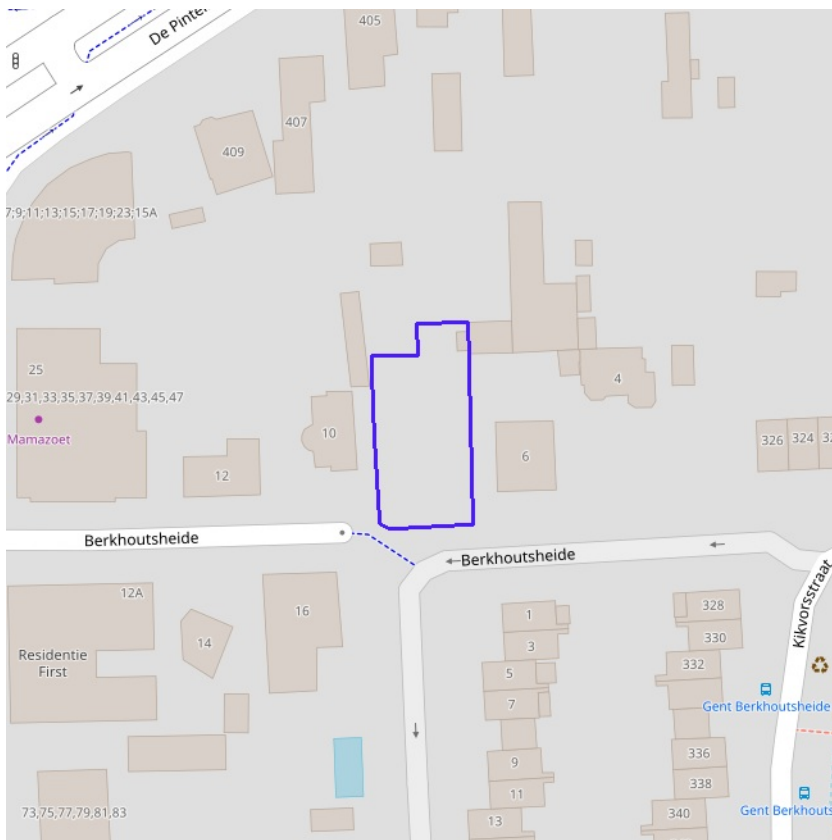 De Pintel
405
407
409
7;9;11;13;15;17;19;23;15A
25
29,31,33,35,37,39,41,43,45,47
Mamazoet
10
4
12
6
326
324
Berkhoutsheide
Berkhoutsheide
Kikvorsstraat
12A
16
14
Residentie
First
1
3
5
7
9
11
13
328
330
332
336
338
340
Gent Berkhoutsheide
Gent Berkhouts
73,75,77,79,81,83